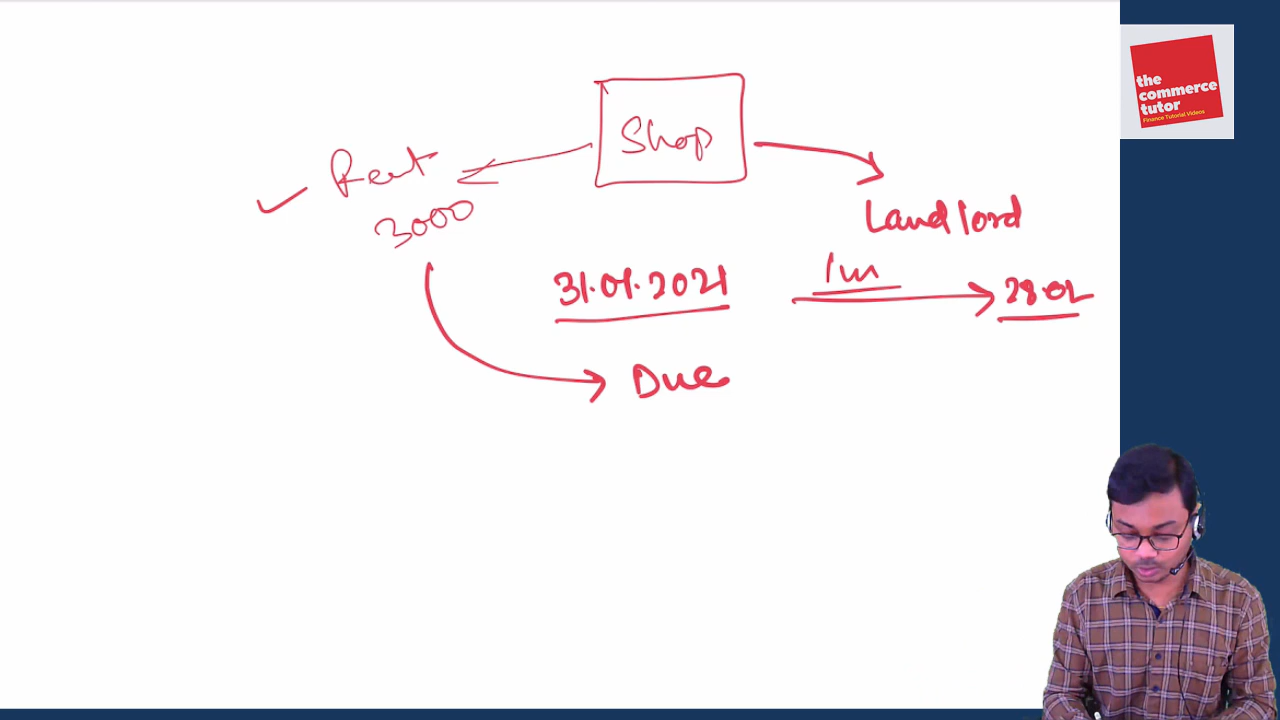 the
commerce
tutor
Finance Tutorial Videos
Shop
Rent
3000
Landlord
31.01.2021
1m
28.02
Due